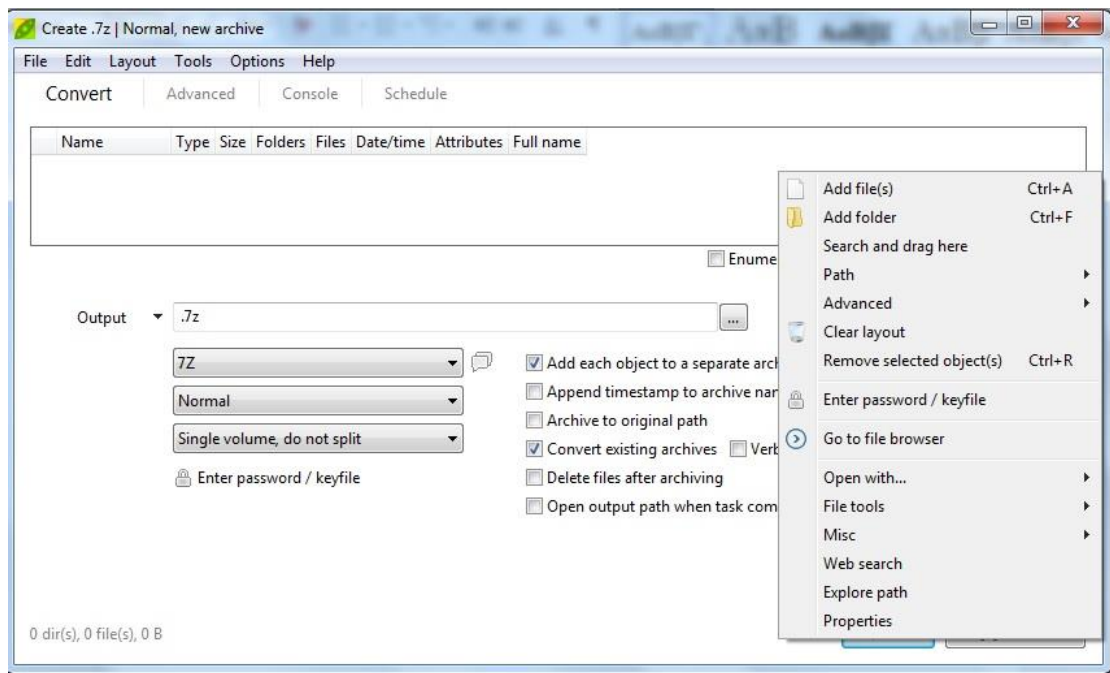 Create .7z | Normal, new archive
File Edit Layout Tools Options Help
Convert Advanced Console Schedule
Name Type Size Folders Files Date/time Attributes Full name
Add file(s) Ctrl+A
Add folder Ctrl+F
Search and drag here
Path
Advanced
Clear layout
Remove selected object(s) Ctrl+R
Enter password / keyfile
Go to file browser
Open with...
File tools
Misc
Web search
Explore path
Properties
Output .7z ...
7Z
Normal
Single volume, do not split
Enter password / keyfile
Add each object to a separate
Append timestamp to archive
Archive to original path
Convert existing archives
Delete files after archiving
Open output path when task
0 dir(s), 0 file(s), 0 B